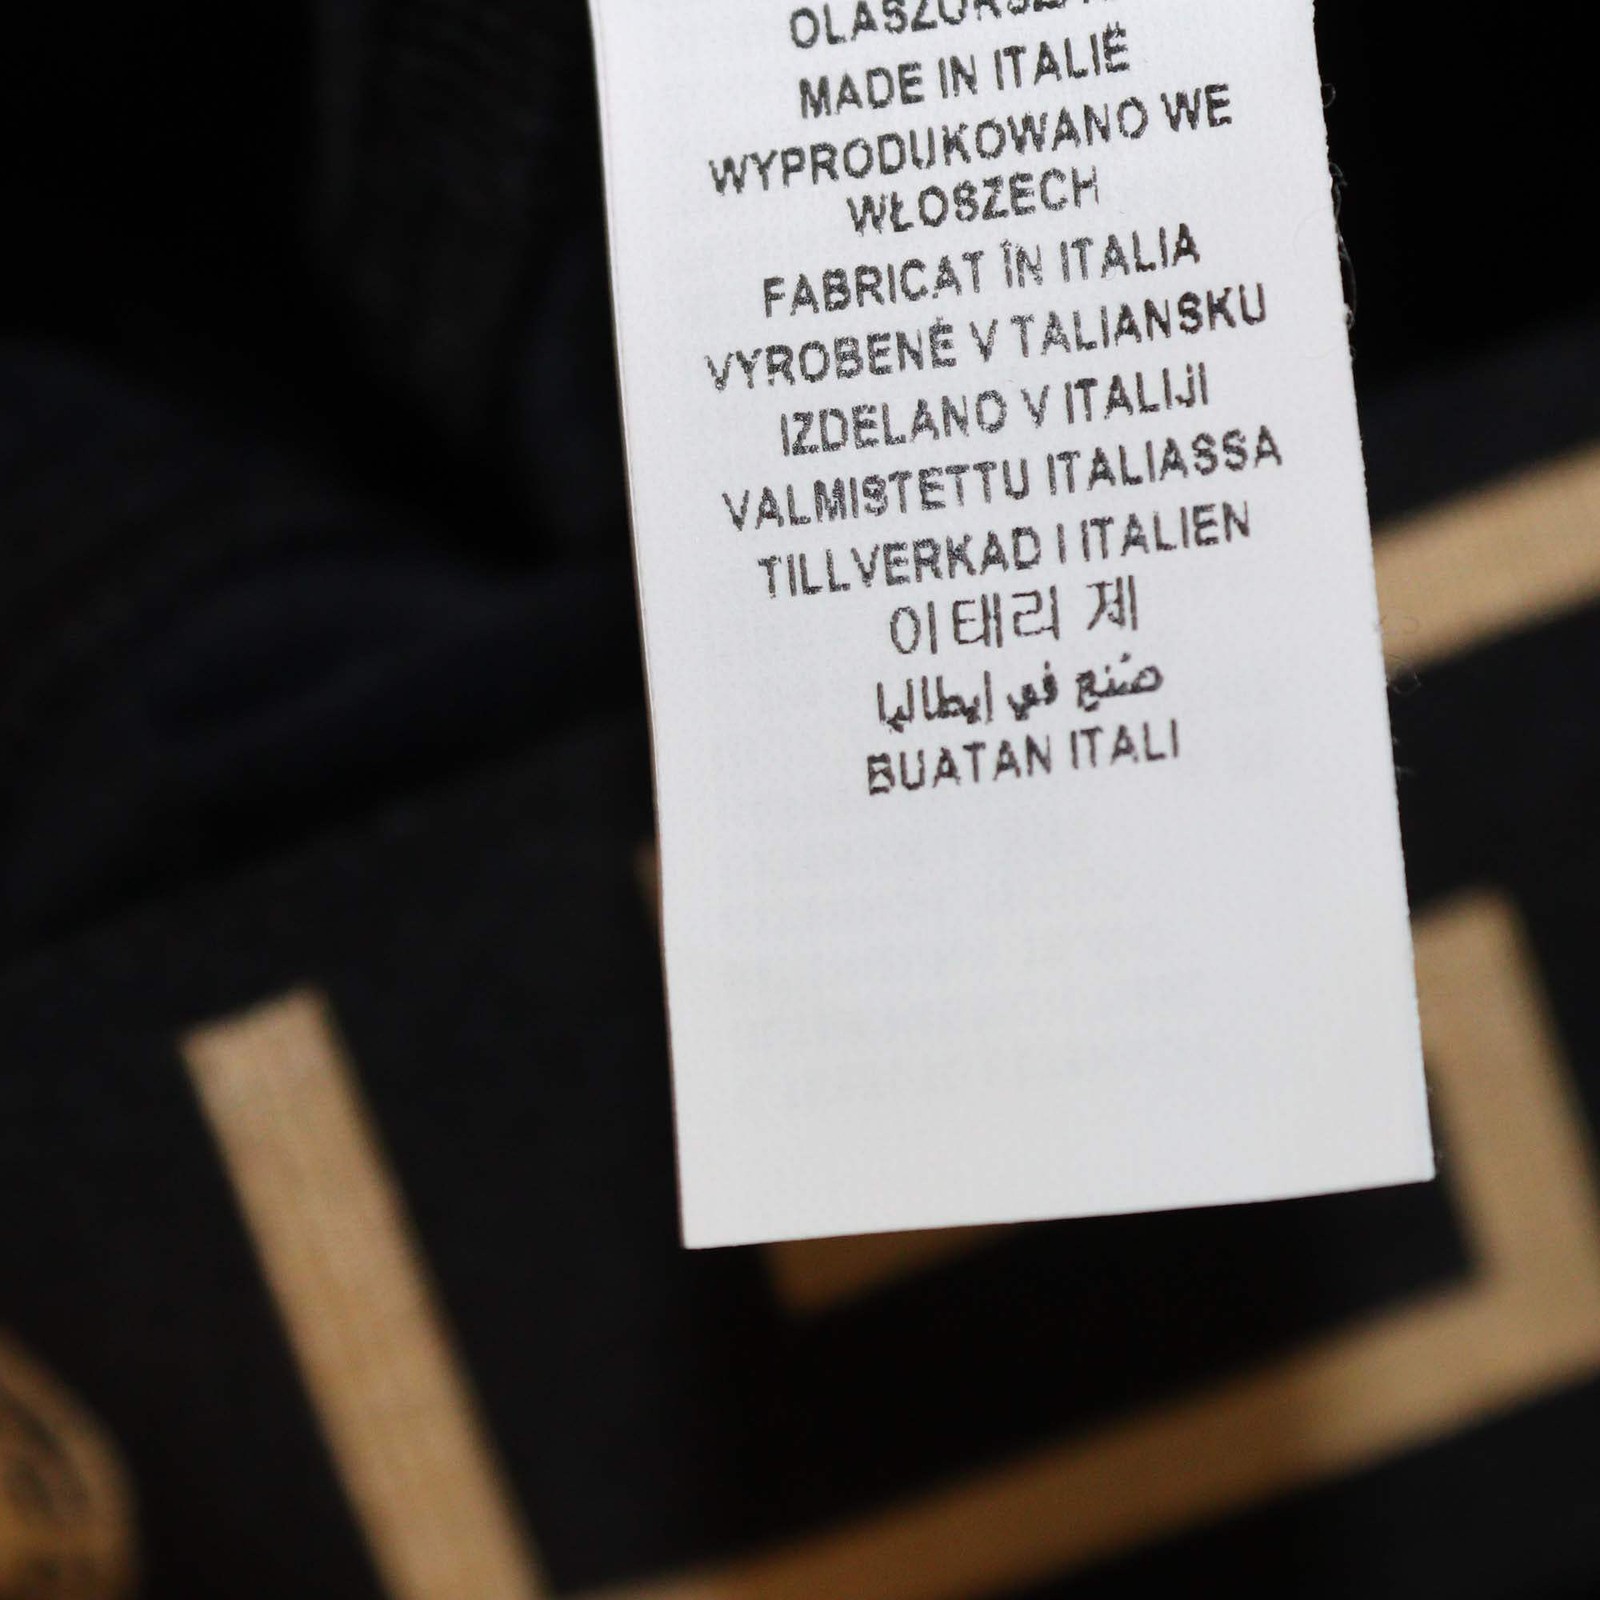 MADE IN ITALIË
WYPRODUKOWANO WE
WŁOSZECH
FABRICAT ÎN ITALIA
VYROBENÉ V TALIANSKU
IZDELANO V ITALIJI
VALMISTETTU ITALIASSA
TILLVERKAD I ITALIEN
이태리 제
صُنع في إيطاليا
BUATAN ITALI